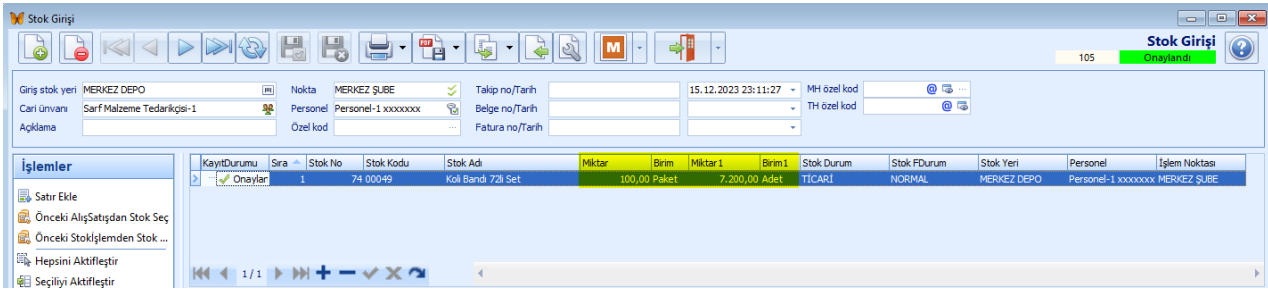 Stok Girişi
Stok Girişi
105 Onaylandı
Giriş stok yeri MERKEZ DEPO Nokta MERKEZ ŞUBE Takip no/Tarih 15.12.2023 23:11:27 MH özel kod
Cari ünvanı Sarf Malzeme Tedarikçisi-1 Personel Personel-1 xxxxxxx Belge no/Tarih TH özel kod
Açıklama Özel kod Fatura no/Tarih
İşlemler
Satır Ekle
Önceki AlışSatışdan Stok Seç
Önceki Stokİşlemden Stok ...
Hepsini Aktifleştir
Seçiliyi Aktifleştir
KayıtDurumu Sıra Stok No Stok Kodu Stok Adı Miktar Birim Miktar1 Birim1 Stok Durum Stok FDurum Stok Yeri Personel İşlem Noktası
Onaylar 1 74 00049 Koli Bandı 72li Set 100,00 Paket 7.200,00 Adet TİCARİ NORMAL MERKEZ DEPO Personel-1 xxxxxxx MERKEZ ŞUBE
1 / 1